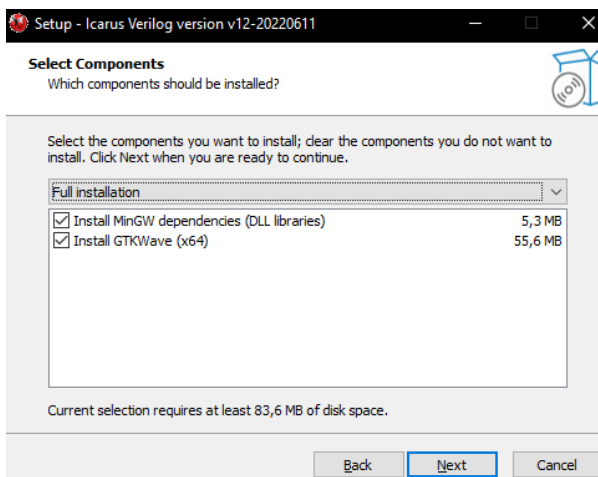 Setup - Icarus Verilog version v12-20220611
Select Components
Which components should be installed?
Select the components you want to install; clear the components you do not want to
install. Click Next when you are ready to continue.
Full installation
Install MinGW dependencies (DLL libraries) 5,3 MB
Install GTKWave (x64) 55,6 MB
Current selection requires at least 83,6 MB of disk space.
Back Next Cancel